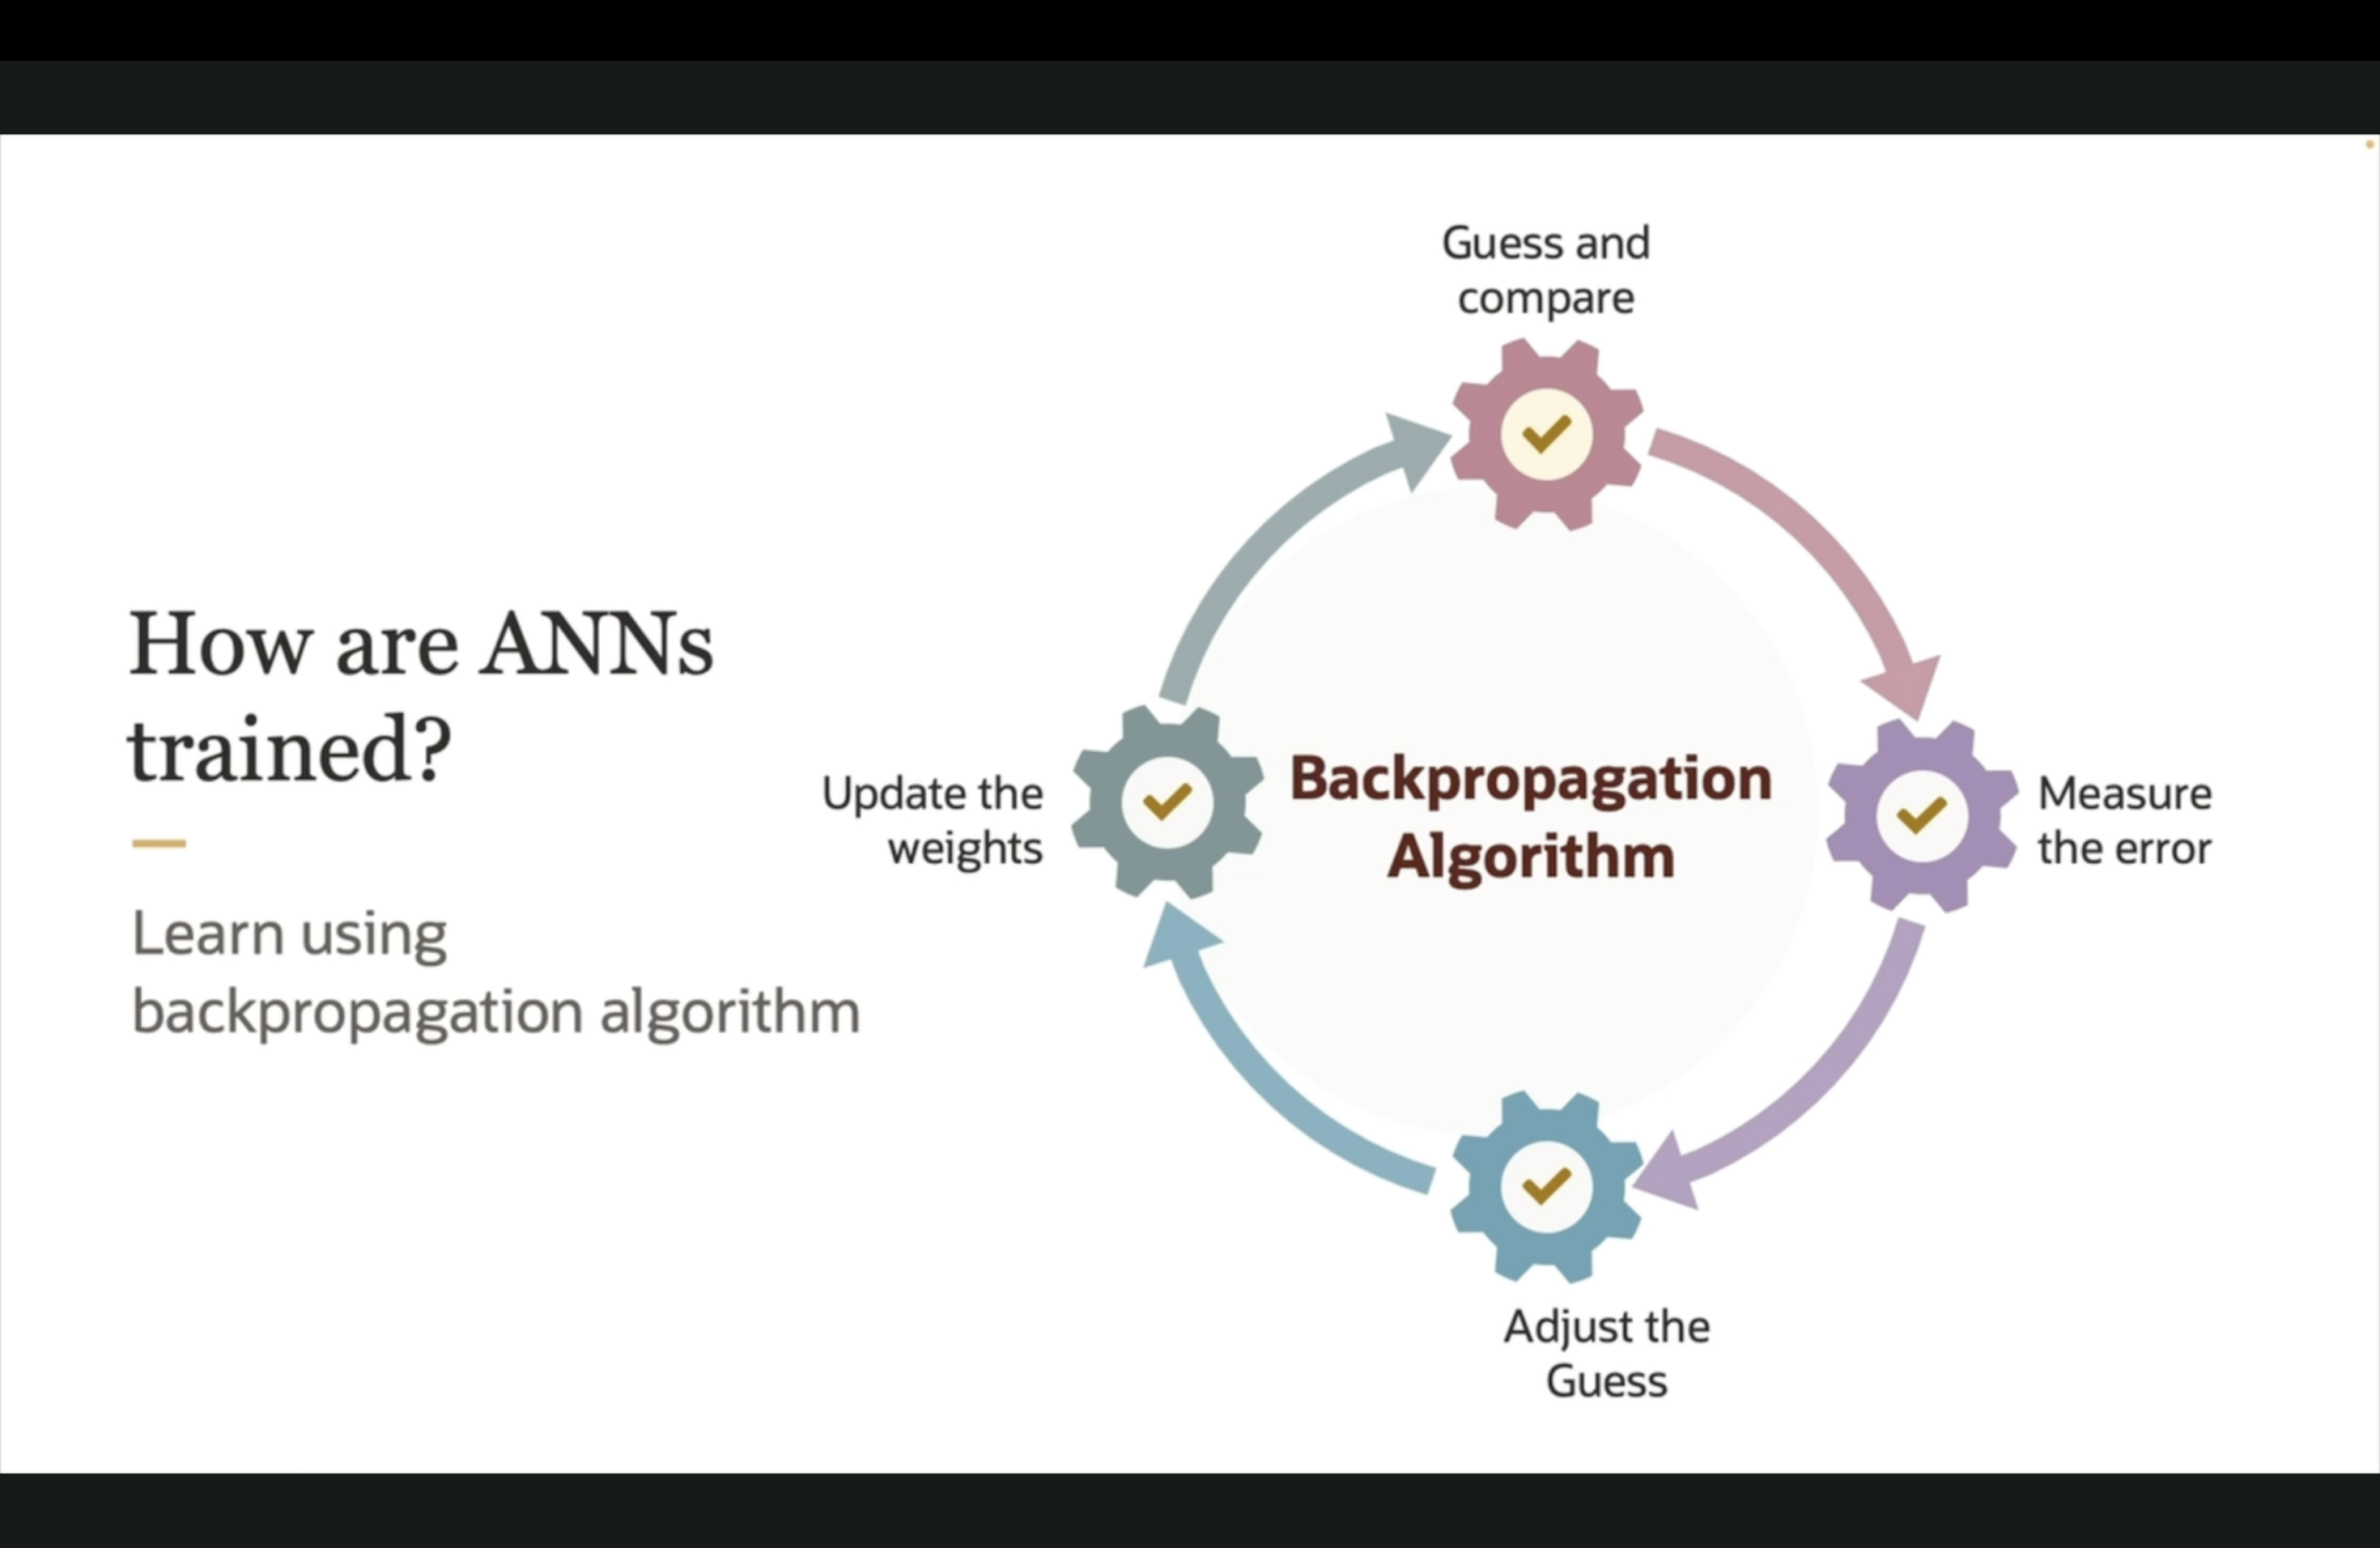 How are ANNs
trained?
Learn using
backpropagation algorithm
Guess and
compare
Measure
the error
Adjust the
Guess
Update the
weights
Backpropagation
Algorithm